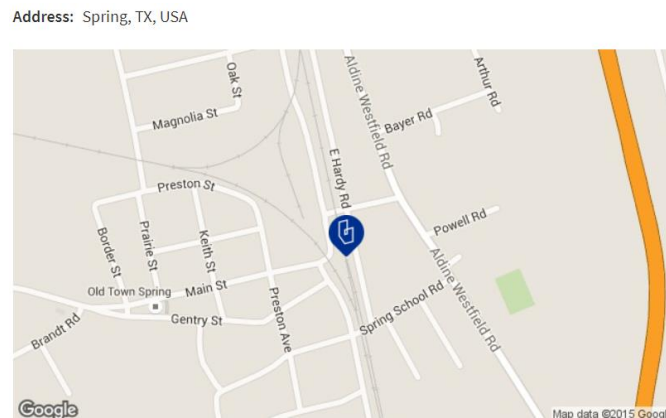 Address: Spring, TX, USA
Oak St
Magnolia St
Aldine Westfield Rd
Arthur Rd
Bayer Rd
E Hardy Rd
Preston St
Border St
Prairie St
Keith St
Powell Rd
Old Town Spring
Main St
Preston Ave
Aldine Westfield Rd
Spring School Rd
Gentry St
Brandt Rd
Google
Map data ©2015 Goog